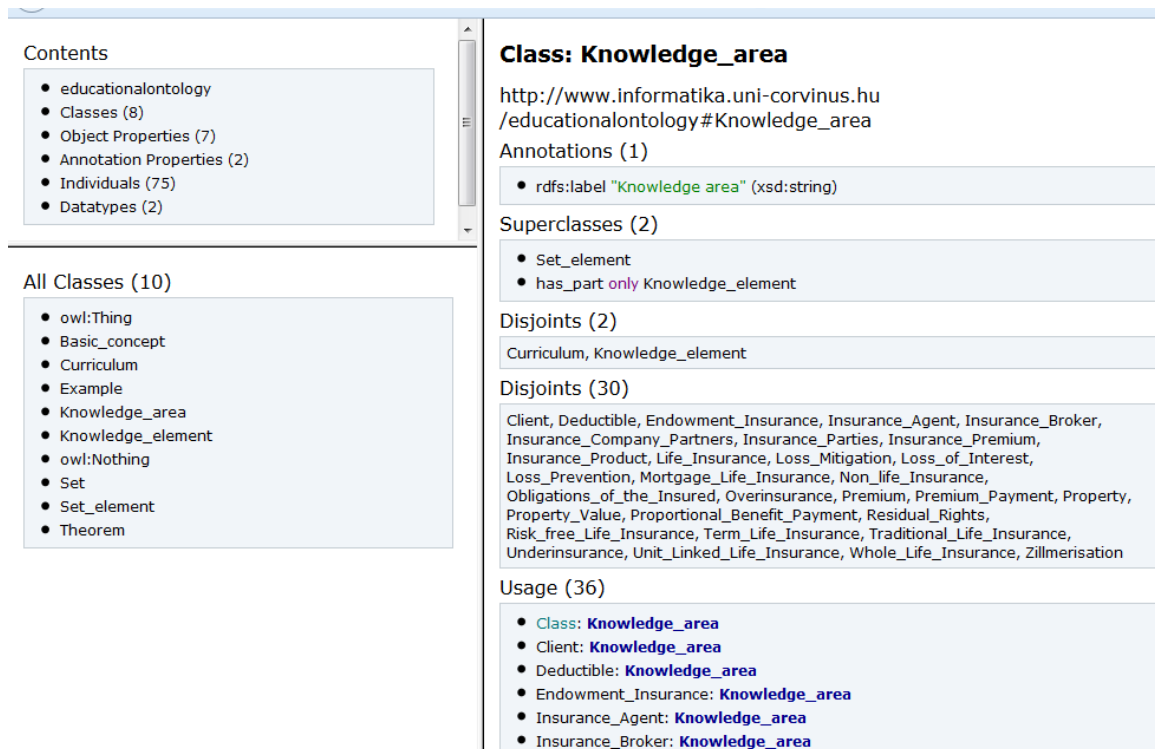 Contents
educationalontology
Classes (8)
Object Properties (7)
Annotation Properties (2)
Individuals (75)
Datatypes (2)
All Classes (10)
owl:Thing
Basic_concept
Curriculum
Example
Knowledge_area
Knowledge_element
owl:Nothing
Set
Set_element
Theorem
Class: Knowledge_area
http://www.informatika.uni-corvinus.hu
/educationalontology#Knowledge_area
Annotations (1)
rdfs:label "Knowledge area" (xsd:string)
Superclasses (2)
Set_element
has_part only Knowledge_element
Disjoints (2)
Curriculum, Knowledge_element
Disjoints (30)
Client, Deductible, Endowment_Insurance, Insurance_Agent, Insurance_Broker,
Insurance_Company_Partners, Insurance_Parties, Insurance_Premium,
Insurance_Product, Life_Insurance, Loss_Mitigation, Loss_of_Interest,
Loss_Prevention, Mortgage_Life_Insurance, Non_life_Insurance,
Obligations_of_the_Insured, Overinsurance, Premium, Premium_Payment, Property,
Property_Value, Proportional_Benefit_Payment, Residual_Rights,
Risk_free_Life_Insurance, Term_Life_Insurance, Traditional_Life_Insurance,
Underinsurance, Unit_Linked_Life_Insurance, Whole_Life_Insurance, Zillmerisation
Usage (36)
Class: Knowledge_area
Client: Knowledge_area
Deductible: Knowledge_area
Endowment_Insurance: Knowledge_area
Insurance_Agent: Knowledge_area
Insurance_Broker: Knowledge_area